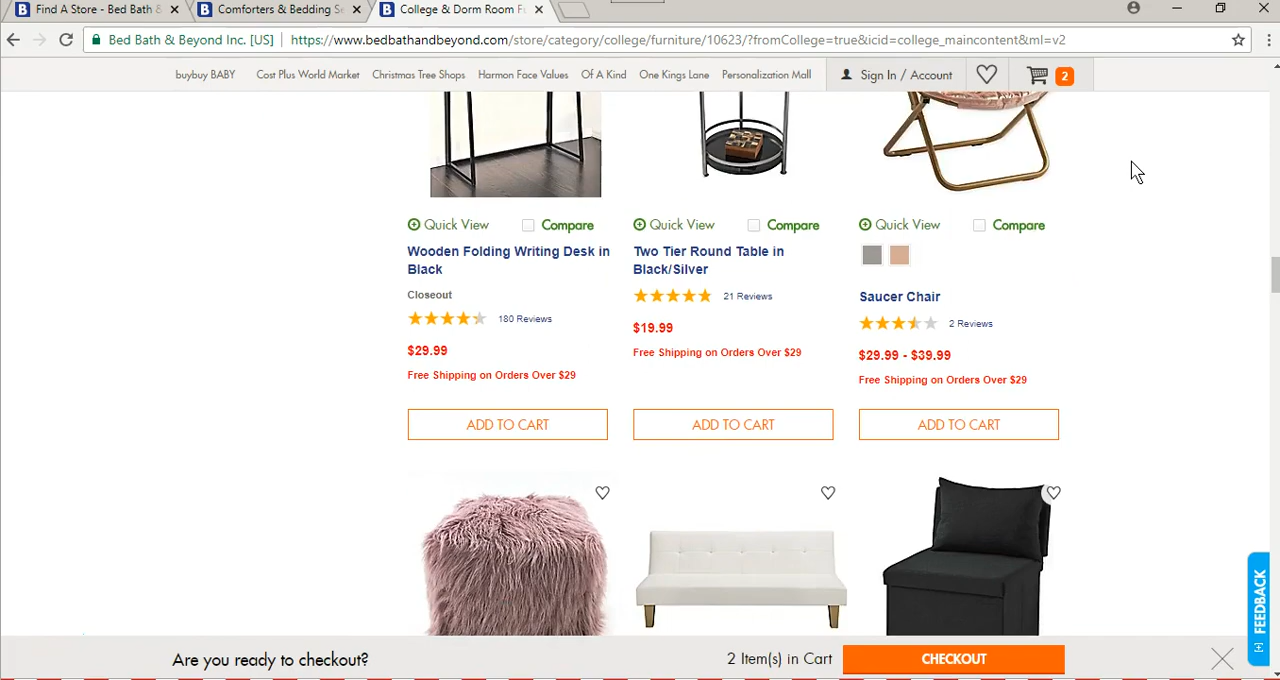 Find A Store - Bed Bath &
Comforters & Bedding Se
College & Dorm Room F
Bed Bath & Beyond Inc. [US]
https://www.bedbathandbeyond.com/store/category/college/furniture/10623/?fromCollege=true&icid=college_maincontent&ml=v2
buybuy BABY
Cost Plus World Market
Christmas Tree Shops
Harmon Face Values
Of A Kind
One Kings Lane
Personalization Mall
Sign In / Account
2
Quick View
Compare
Wooden Folding Writing Desk in
Black
Closeout
180 Reviews
$29.99
Free Shipping on Orders Over $29
ADD TO CART
Quick View
Compare
Two Tier Round Table in
Black/Silver
21 Reviews
$19.99
Free Shipping on Orders Over $29
ADD TO CART
Quick View
Compare
Saucer Chair
2 Reviews
$29.99 - $39.99
Free Shipping on Orders Over $29
ADD TO CART
FEEDBACK
Are you ready to checkout?
2 Item(s) in Cart
CHECKOUT